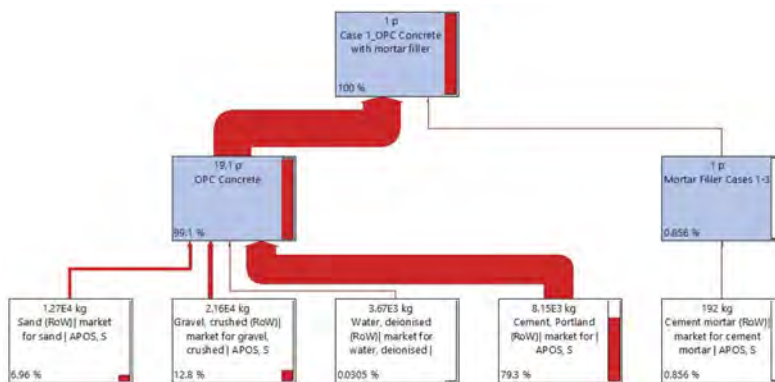 1 p
Case 1_OPC Concrete
with mortar filler
100 %
19.1 p
OPC Concrete
99.1 %
1 p
Mortar Filler Cases 1-3
0.856 %
1.27E4 kg
Sand (RoW)| market
for sand | APOS, S
6.96 %
2.16E4 kg
Gravel, crushed (RoW)|
market for gravel,
crushed | APOS, S
12.8 %
3.67E3 kg
Water, deionised
(RoW)| market for
water, deionised |
0.0305 %
8.15E3 kg
Cement, Portland
(RoW)| market for |
APOS, S
79.3 %
192 kg
Cement mortar (RoW)|
market for cement
mortar | APOS, S
0.856 %